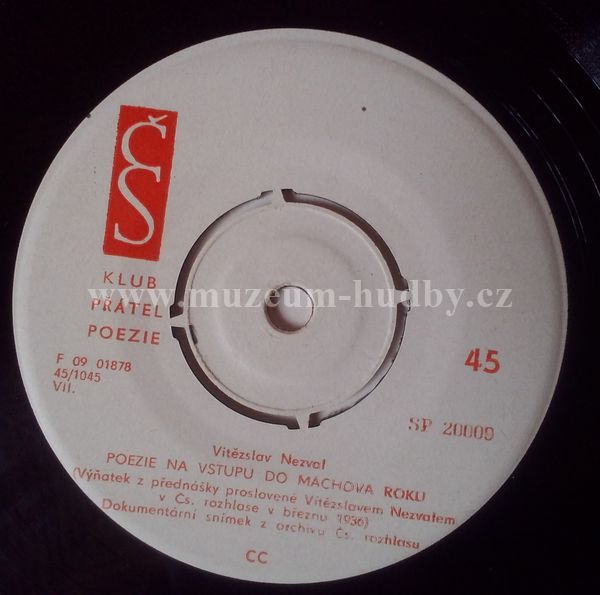 ČS
KLUB
PŘÁTEL
POEZIE
F 09 01878
45/1045
VII.
45
SF 20009
www.muzeum-hudby.cz
Vítězslav Nezval
POEZIE NA VSTUPU DO MÁCHOVA ROKU
(Výňatek z přednášky proslovené Vítězslavem Nezvalem
v Čs. rozhlase v březnu 1936)
Dokumentární snímek z archivu Čs. rozhlasu
CC